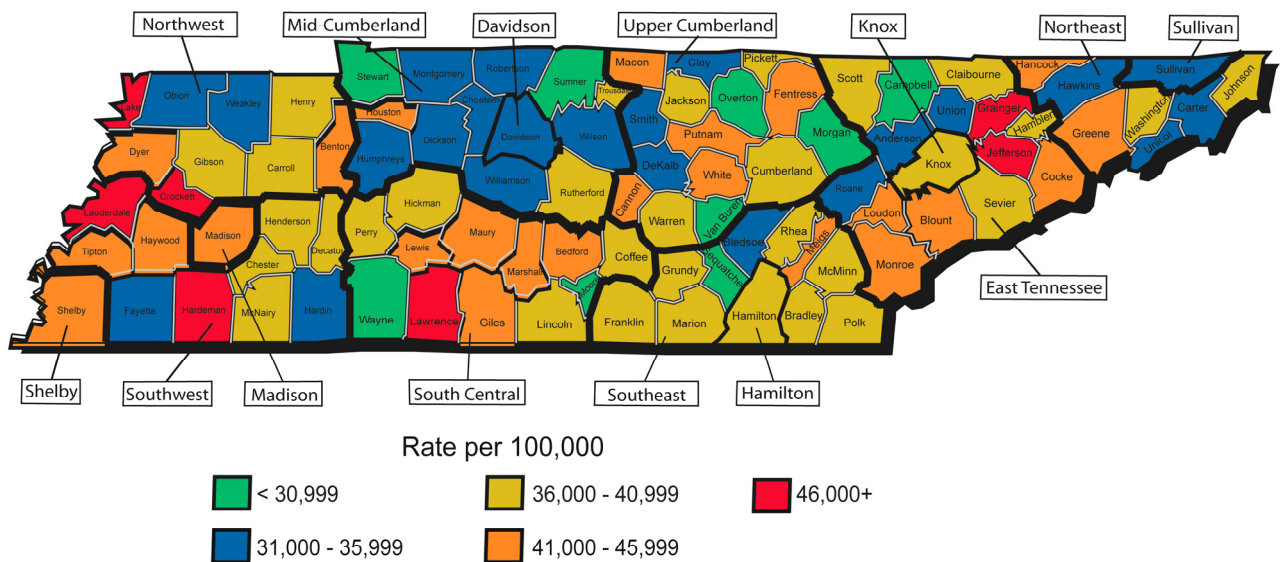 Northwest
Mid-Cumberland
Davidson
Upper Cumberland
Knox
Northeast
Sullivan
Stewart
Montgomery
Robertson
Sumner
Macon
Cloy
Pickett
Scott
Campbell
Claibourne
Hancock
Hawkins
Sullivan
Johnson
Lake
Obion
Weakley
Henry
Houston
Cheatam
Trousdale
Jackson
Overton
Fentress
Union
Grainger
Hambler
Greene
Washington
Carter
Unicoi
Dyer
Gibson
Carroll
Benton
Humphreys
Dickson
Davidson
Wilson
Smith
Putnam
Morgan
Anderson
Knox
Jefferson
Cocke
Lauderdale
Crockett
Williamson
Rutherford
DeKalb
White
Cumberland
Roane
Sevier
Tipton
Haywood
Madison
Henderson
Decatur
Perry
Hickman
Lewis
Maury
Cannon
Warren
Van Buren
Bledsoe
Rhea
Meigs
Loudon
Blount
Chester
Marshall
Bedford
Coffee
Grundy
Sequatchie
McMinn
Monroe
Shelby
Fayette
Hardeman
McNairy
Hardin
Wayne
Lawrence
Gilos
Lincoln
Moore
Franklin
Marion
Hamilton
Bradley
Polk
East Tennessee
Shelby
Southwest
Madison
South Central
Southeast
Hamilton
Rate per 100,000
< 30,999
36,000 - 40,999
46,000+
31,000 - 35,999
41,000 - 45,999